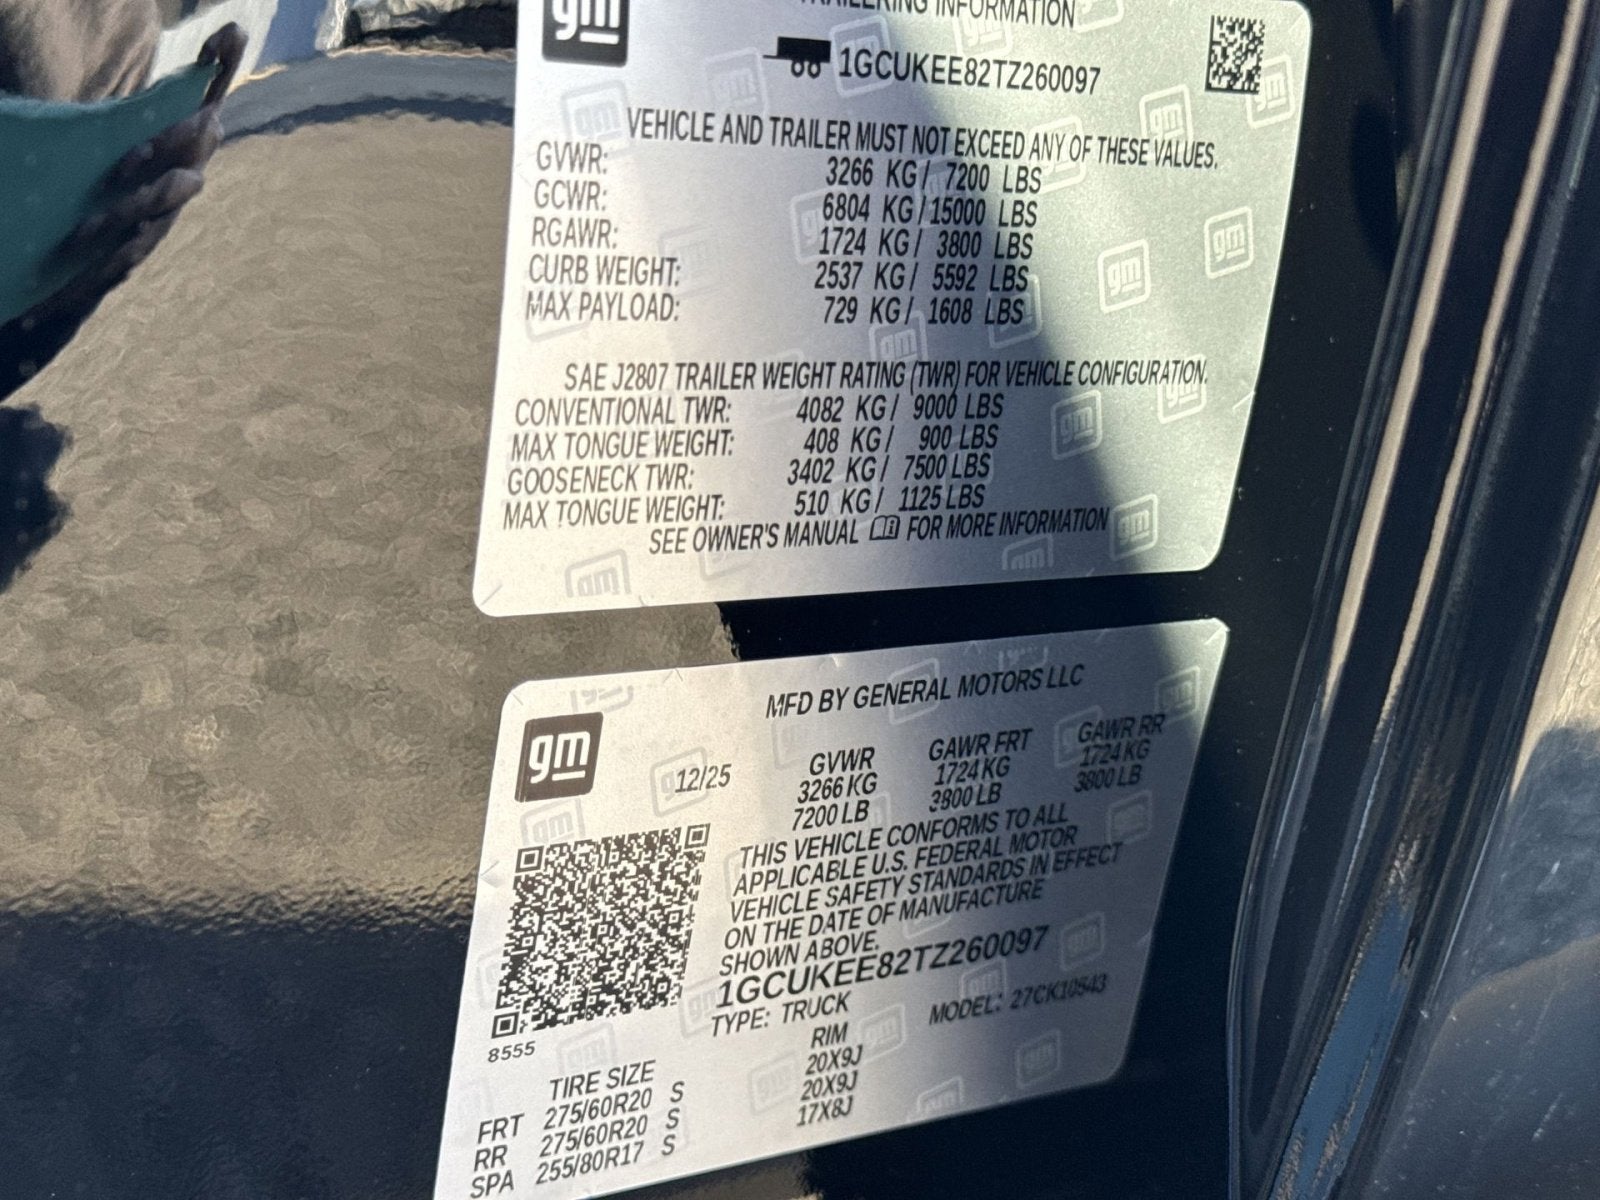 gm
TRAILERING INFORMATION
1GCUKEE82TZ260097
VEHICLE AND TRAILER MUST NOT EXCEED ANY OF THESE VALUES.
GVWR: 3266 KG/ 7200 LBS
GCWR: 6804 KG/15000 LBS
RGAWR: 1724 KG/ 3800 LBS
CURB WEIGHT: 2537 KG/ 5592 LBS
MAX PAYLOAD: 729 KG/ 1608 LBS
SAE J2807 TRAILER WEIGHT RATING (TWR) FOR VEHICLE CONFIGURATION.
CONVENTIONAL TWR: 4082 KG/ 9000 LBS
MAX TONGUE WEIGHT: 408 KG/ 900 LBS
GOOSENECK TWR: 3402 KG/ 7500 LBS
MAX TONGUE WEIGHT: 510 KG/ 1125 LBS
SEE OWNER'S MANUAL FOR MORE INFORMATION
MFD BY GENERAL MOTORS LLC
gm
12/25
GVWR GAWR FRT GAWR RR
3266 KG 1724 KG 1724 KG
7200 LB 3800 LB 3800 LB
THIS VEHICLE CONFORMS TO ALL
APPLICABLE U.S. FEDERAL MOTOR
VEHICLE SAFETY STANDARDS IN EFFECT
ON THE DATE OF MANUFACTURE
SHOWN ABOVE.
1GCUKEE82TZ260097
TYPE: TRUCK MODEL: 27CK10543
8555
TIRE SIZE RIM
FRT 275/60R20 S 20X9J
RR 275/60R20 S 20X9J
SPA 255/80R17 S 17X8J